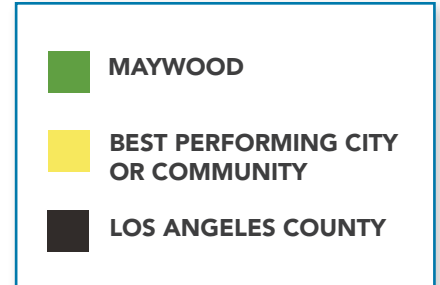 MAYWOOD
BEST PERFORMING CITY
OR COMMUNITY
LOS ANGELES COUNTY